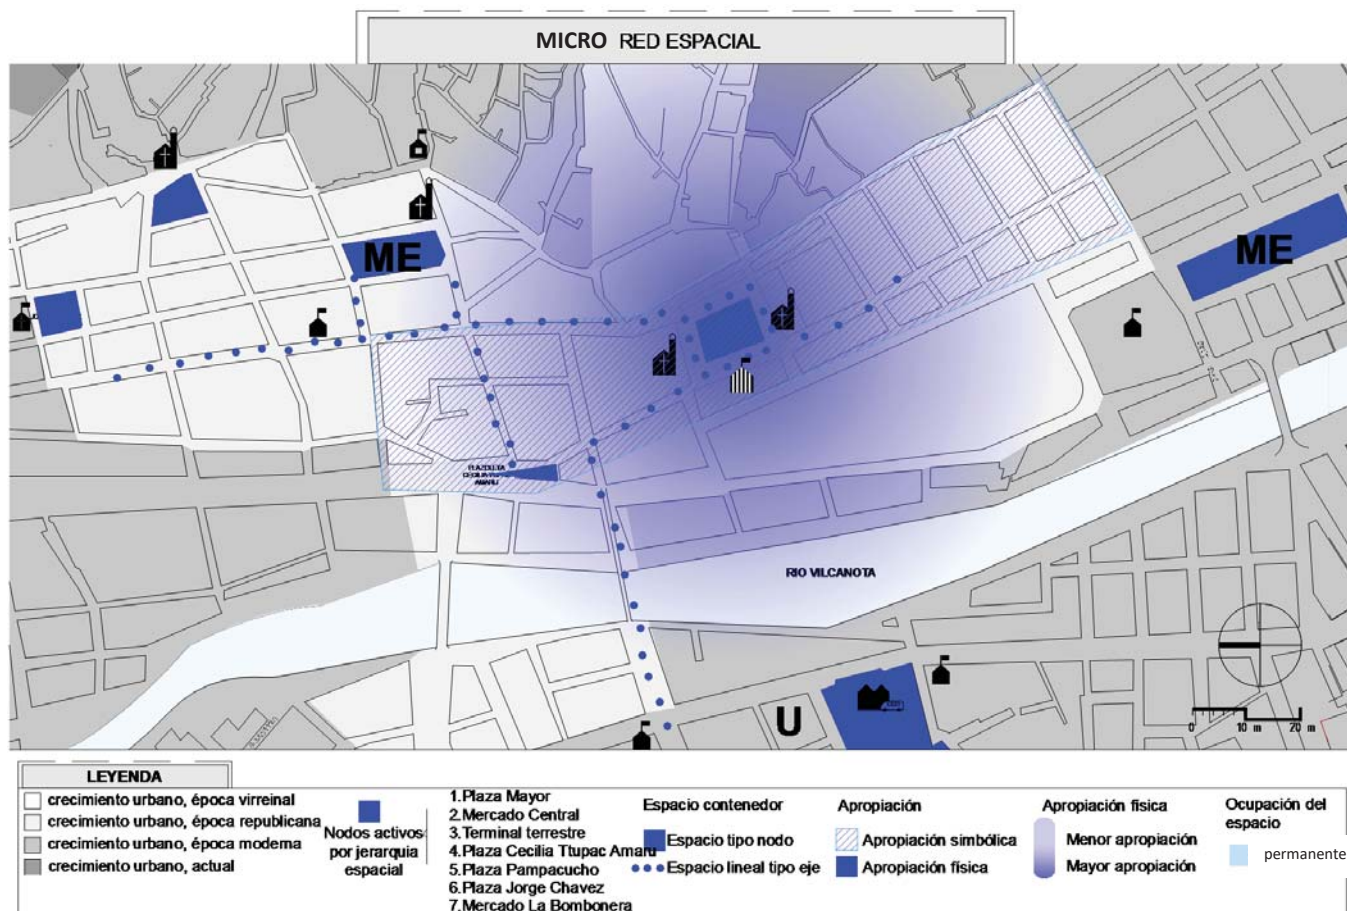 MICRO RED ESPACIAL
ME
ME
PLAZOLETA
AMARU
RIO VILCANOTA
U
0 10 m 20 m
LEYENDA
crecimiento urbano, época virreinal
crecimiento urbano, época republicana
crecimiento urbano, época moderna
crecimiento urbano, actual
Nodos activos
por jerarquia
espacial
1.Plaza Mayor
2.Mercado Central
3.Terminal terrestre
4.Plaza Cecilia Ttupac Amaru
5.Plaza Pampacucho
6.Plaza Jorge Chavez
7.Mercado La Bombonera
Espacio contenedor
Espacio tipo nodo
Espacio lineal tipo eje
Apropiación
Apropiación simbólica
Apropiación física
Apropiación física
Menor apropiación
Mayor apropiación
Ocupación del
espacio
permanente